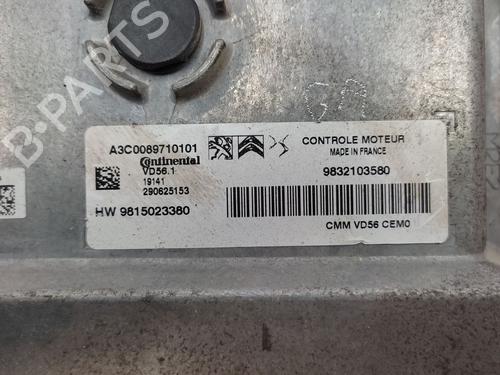 B-PARTS
A3C0089710101
Continental
VD56.1
19141
290625153
HW 9815023380
CONTROLE MOTEUR
MADE IN FRANCE
9832103580
CMM VD56 CEM0